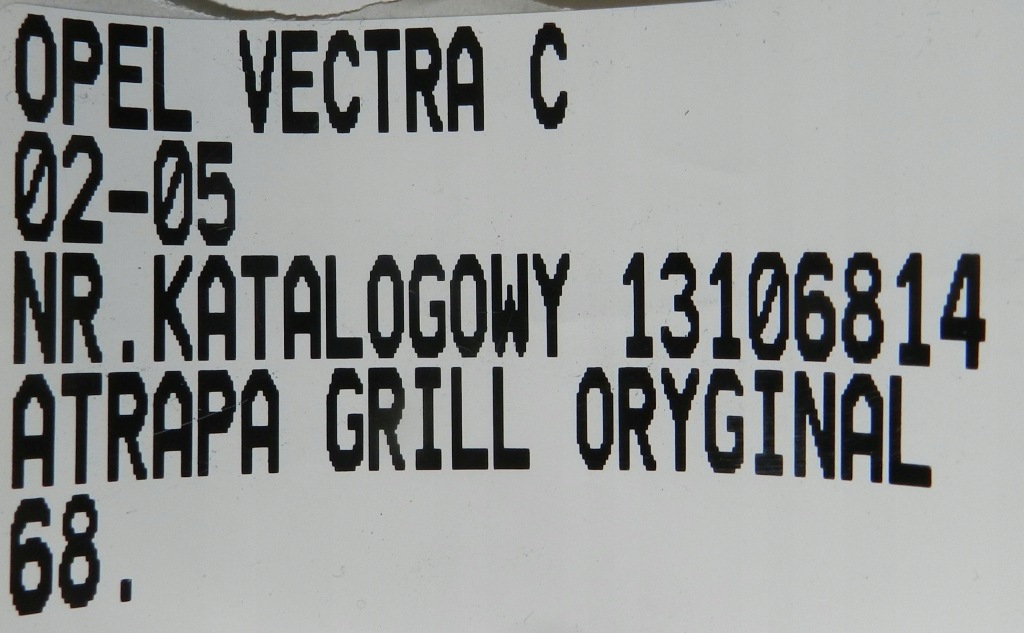 OPEL VECTRA C
02-05
NR.KATALOGOWY 13106814
ATRAPA GRILL ORYGINAL
68.